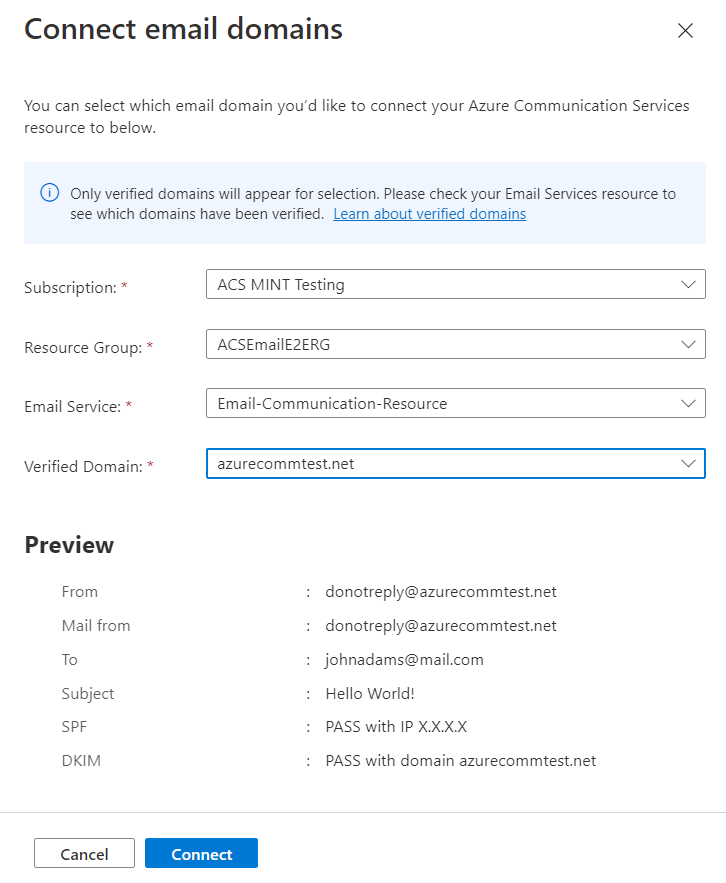 Connect email domains
You can select which email domain you'd like to connect your Azure Communication Services
resource to below.
Only verified domains will appear for selection. Please check your Email Services resource to
see which domains have been verified. Learn about verified domains
Subscription: * ACS MINT Testing
Resource Group: * ACSEmailE2ERG
Email Service: * Email-Communication-Resource
Verified Domain: * azurecommtest.net
Preview
From : donotreply@azurecommtest.net
Mail from : donotreply@azurecommtest.net
To : johnadams@mail.com
Subject : Hello World!
SPF : PASS with IP X.X.X.X
DKIM : PASS with domain azurecommtest.net
Cancel Connect